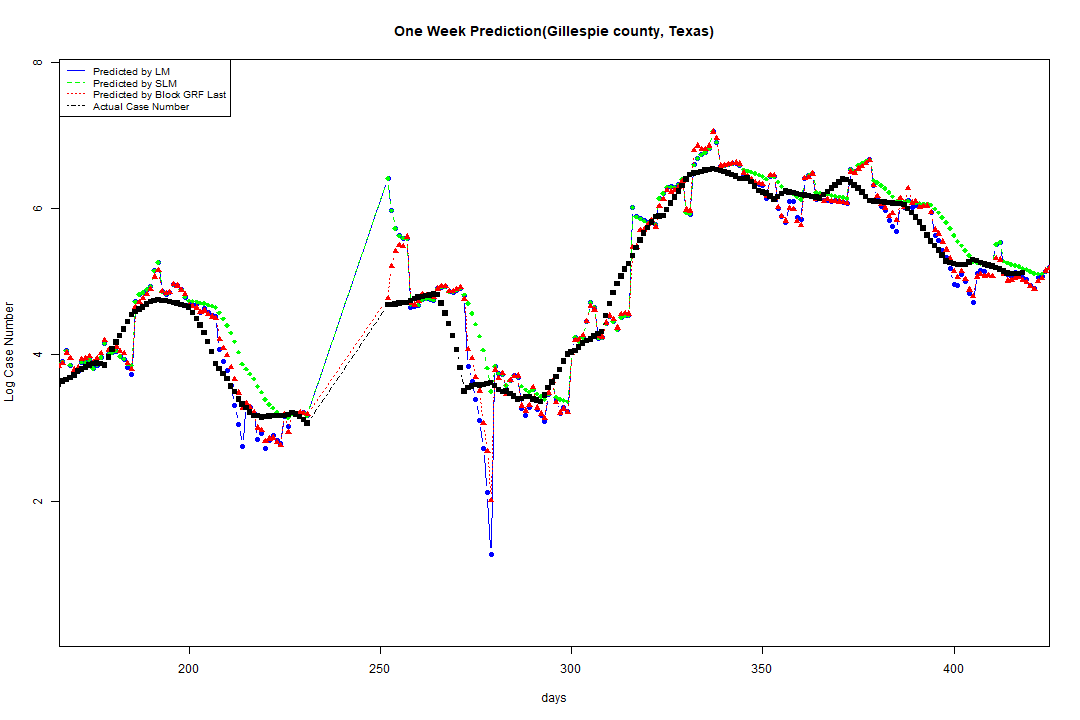 One Week Prediction(Gillespie county, Texas)
Predicted by LM
Predicted by SLM
Predicted by Block GRF Last
Actual Case Number
Log Case Number
8
6
4
2
200
250
300
350
400
days